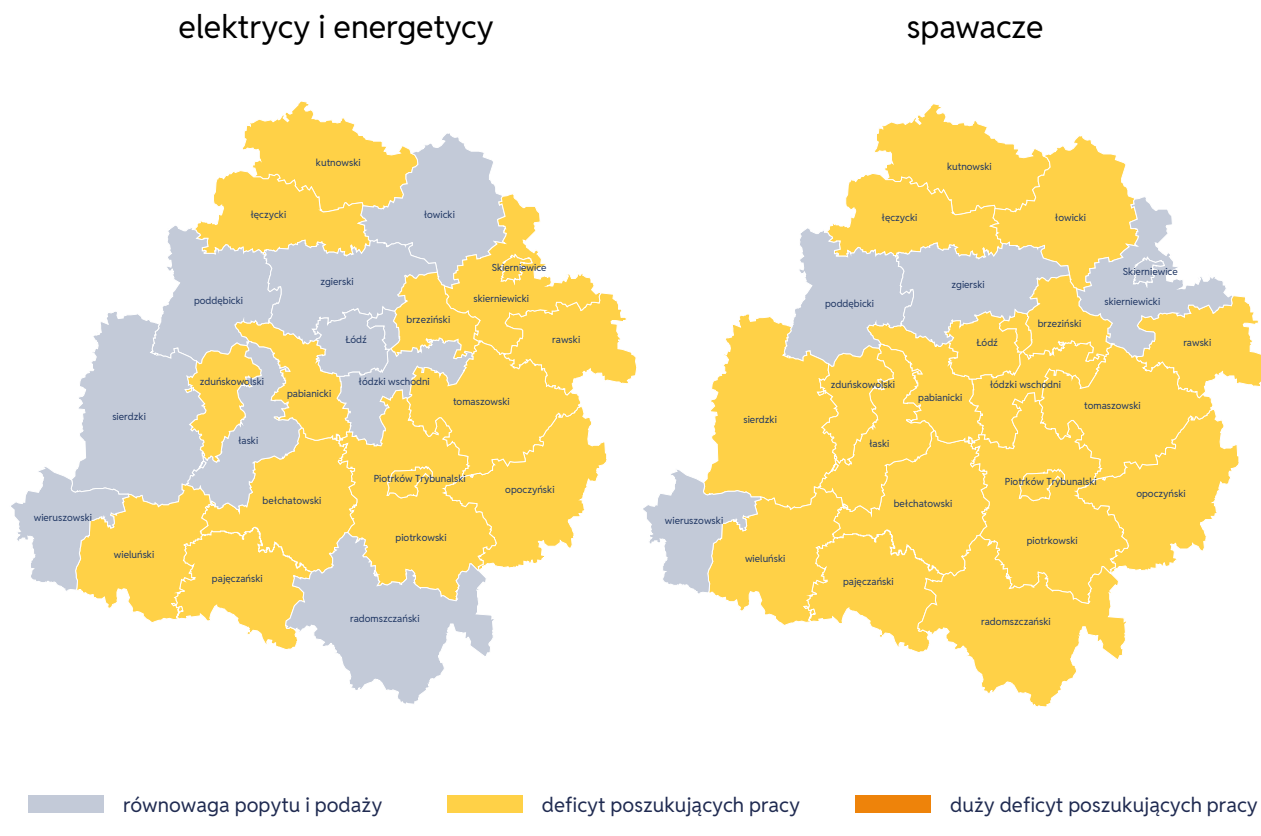 elektrycy i energetycy
kutnowski
łęczycki
łowicki
Skierniewice
zgierski
poddębicki
skierniewicki
brzeziński
Łódź
rawski
zduńskowolski
łódzki wschodni
pabianicki
tomaszowski
sierdzki
łaski
Piotrków Trybunalski
opoczyński
bełchatowski
wieruszowski
piotrkowski
wieluński
pajęczański
radomszczański
spawacze
kutnowski
łęczycki
łowicki
Skierniewice
zgierski
poddębicki
skierniewicki
brzeziński
Łódź
rawski
zduńskowolski
łódzki wschodni
pabianicki
tomaszowski
sierdzki
łaski
Piotrków Trybunalski
opoczyński
bełchatowski
wieruszowski
piotrkowski
wieluński
pajęczański
radomszczański
równowaga popytu i podaży
deficyt poszukujących pracy
duży deficyt poszukujących pracy